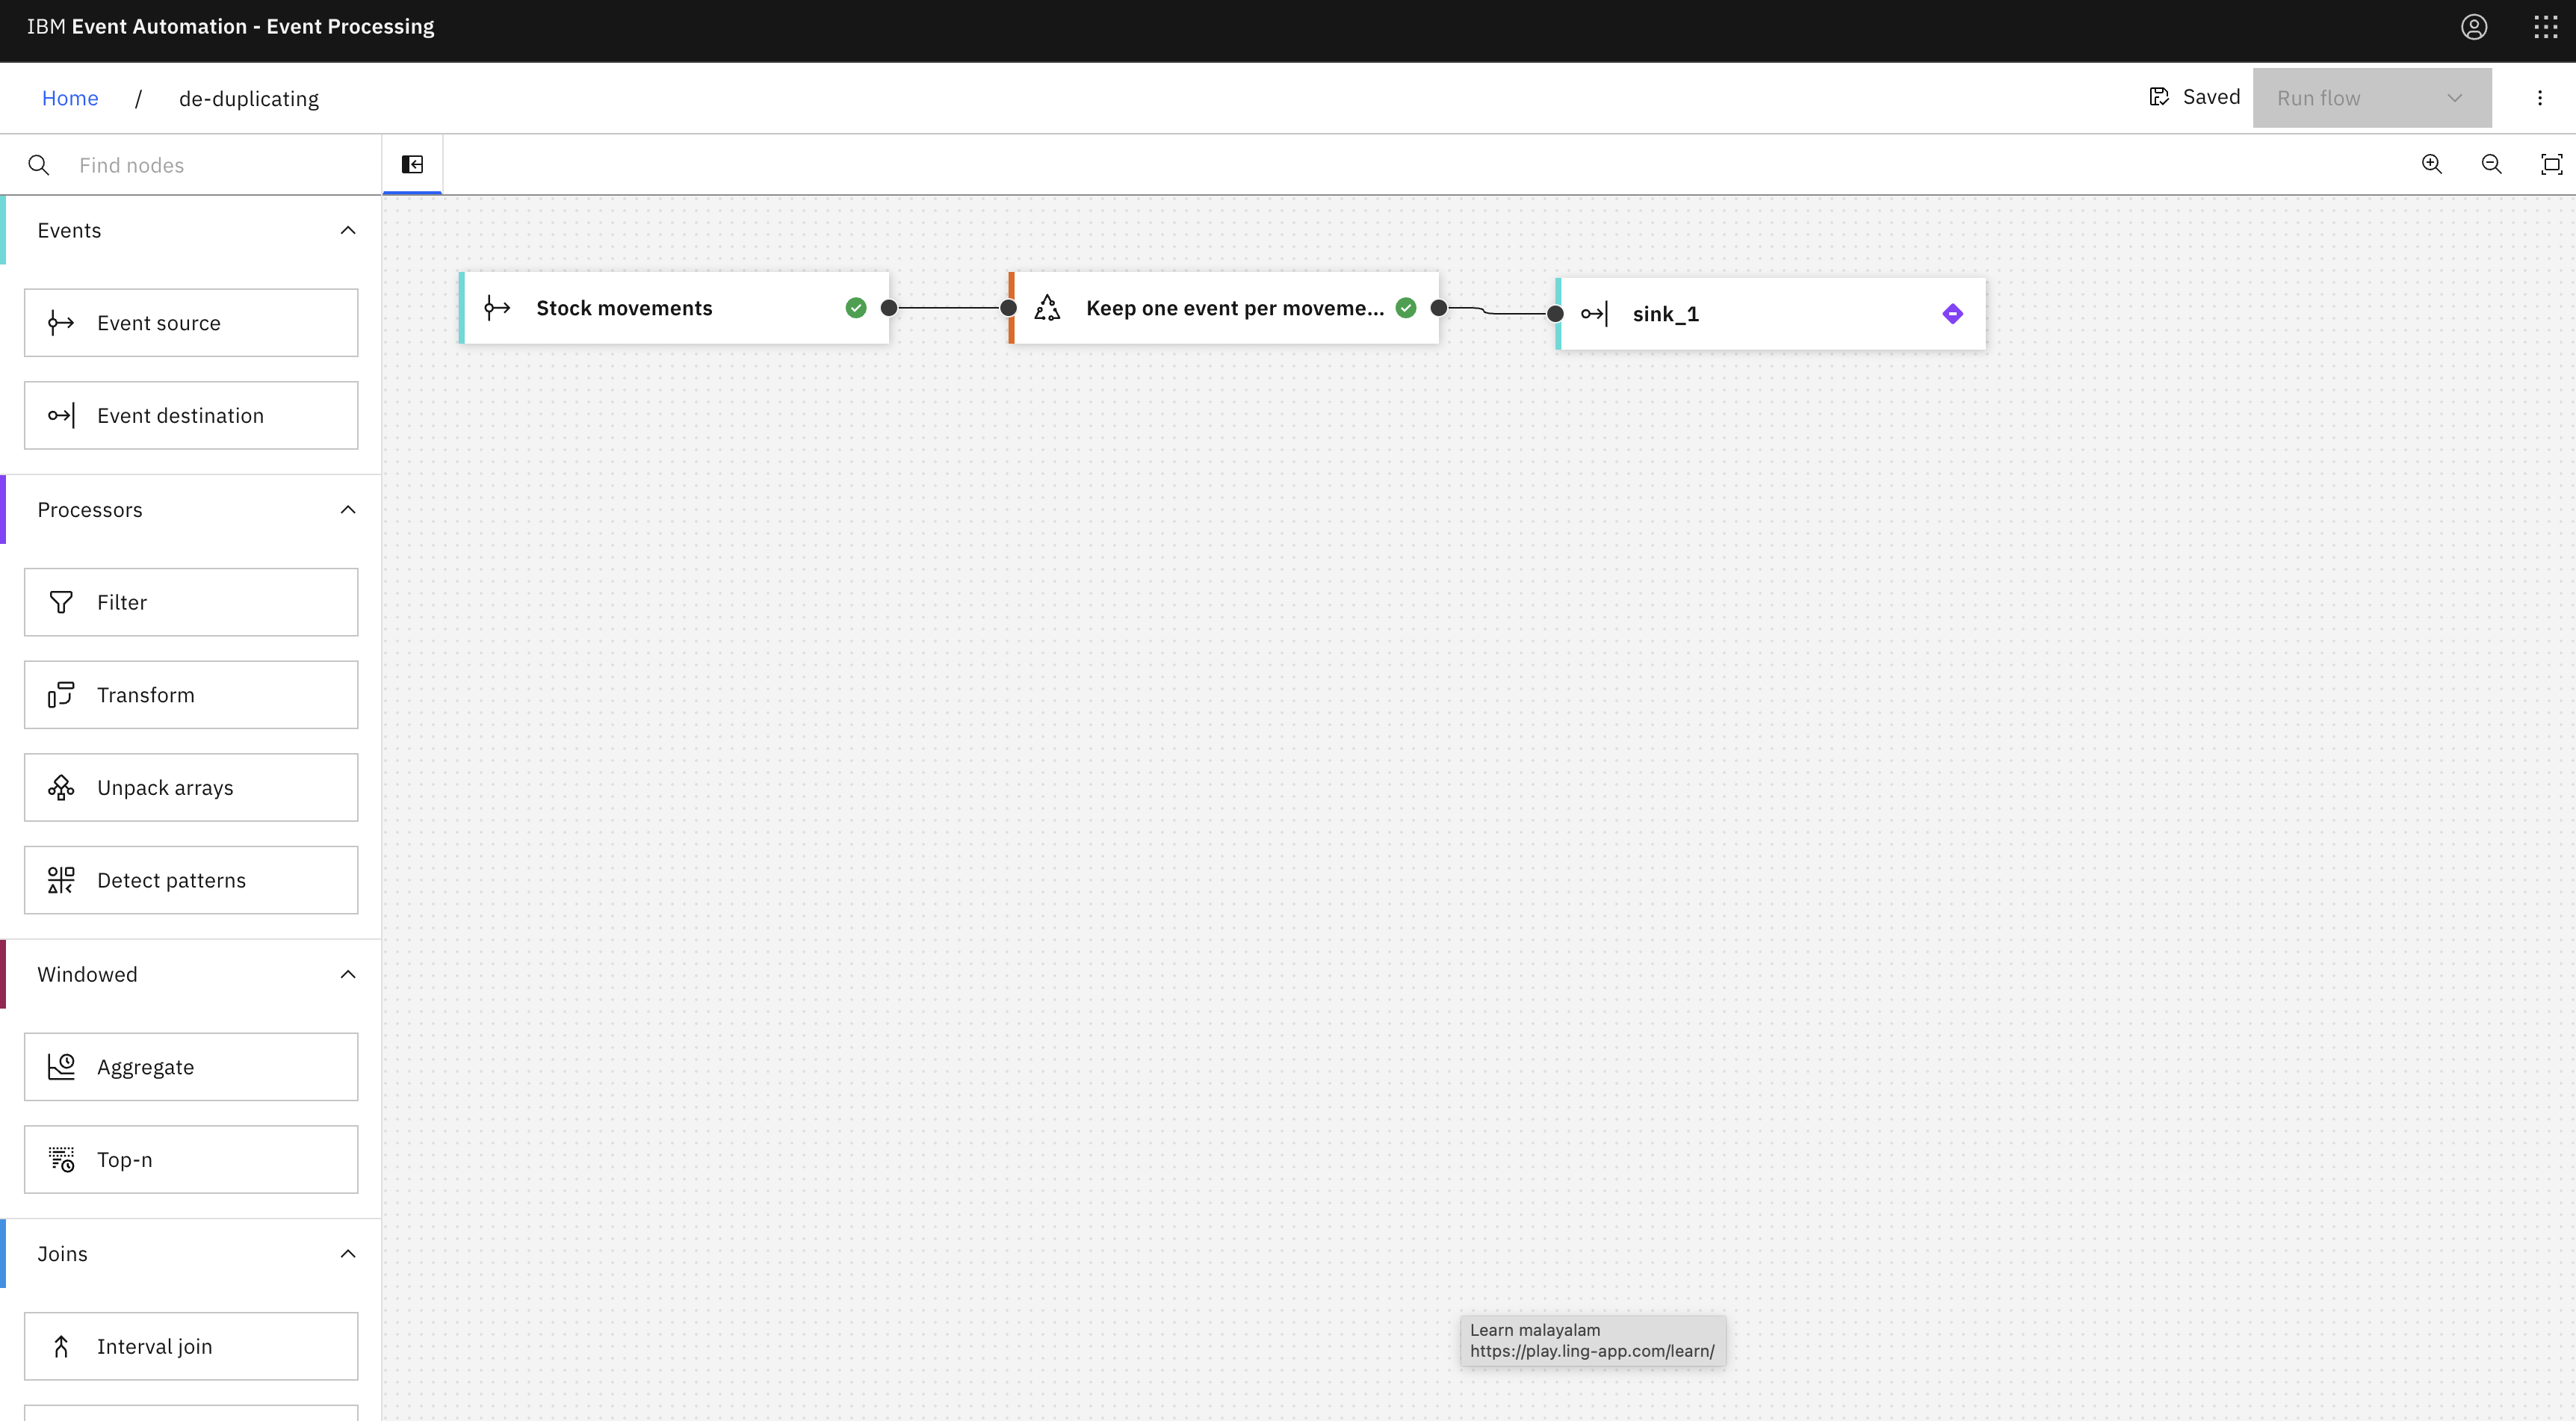 IBM Event Automation - Event Processing
Home / de-duplicating
Saved
Run flow
Find nodes
Events
Event source
Event destination
Processors
Filter
Transform
Unpack arrays
Detect patterns
Windowed
Aggregate
Top-n
Joins
Interval join
Stock movements
Keep one event per moveme...
sink_1
Learn malayalam
https://play.ling-app.com/learn/